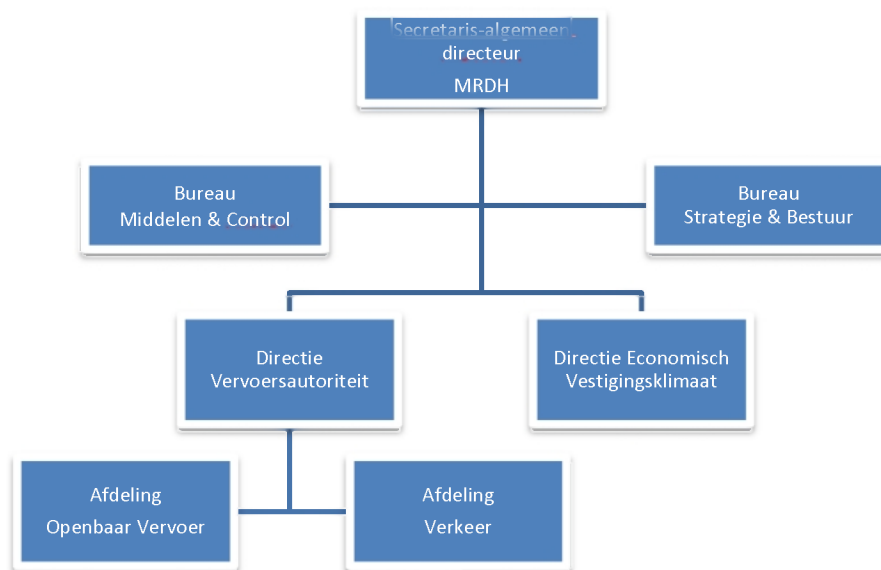 Secretaris-algemeen
directeur
MRDH
Bureau
Middelen & Control
Bureau
Strategie & Bestuur
Directie
Vervoersautoriteit
Directie Economisch
Vestigingsklimaat
Afdeling
Openbaar Vervoer
Afdeling
Verkeer